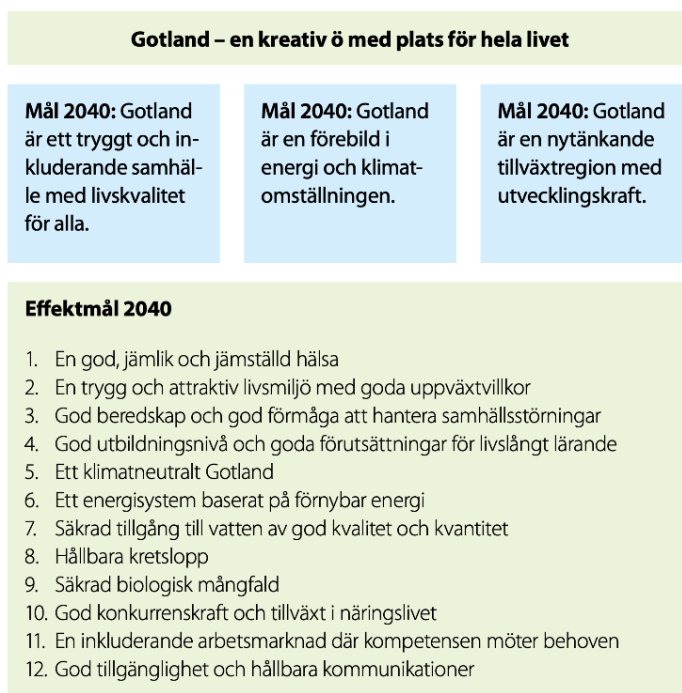 Gotland – en kreativ ö med plats för hela livet
Mål 2040: Gotland
är ett tryggt och in-
kluderande samhäl-
le med livskvalitet
för alla.
Mål 2040: Gotland
är en förebild i
energi och klimat-
omställningen.
Mål 2040: Gotland
är en nytänkande
tillväxtregion med
utvecklingskraft.
Effektmål 2040
1. En god, jämlik och jämställd hälsa
2. En trygg och attraktiv livsmiljö med goda uppväxtvillkor
3. God beredskap och god förmåga att hantera samhällsstörningar
4. God utbildningsnivå och goda förutsättningar för livslångt lärande
5. Ett klimatneutralt Gotland
6. Ett energisystem baserat på förnybar energi
7. Säkrad tillgång till vatten av god kvalitet och kvantitet
8. Hållbara kretslopp
9. Säkrad biologisk mångfald
10. God konkurrenskraft och tillväxt i näringslivet
11. En inkluderande arbetsmarknad där kompetensen möter behoven
12. God tillgänglighet och hållbara kommunikationer